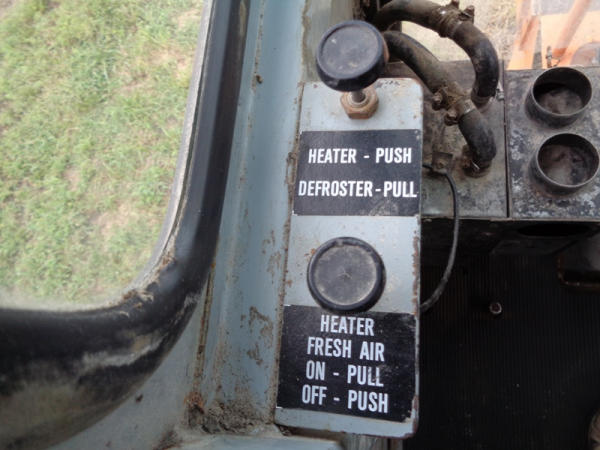 HEATER - PUSH
DEFROSTER - PULL
HEATER
FRESH AIR
ON - PULL
OFF - PUSH